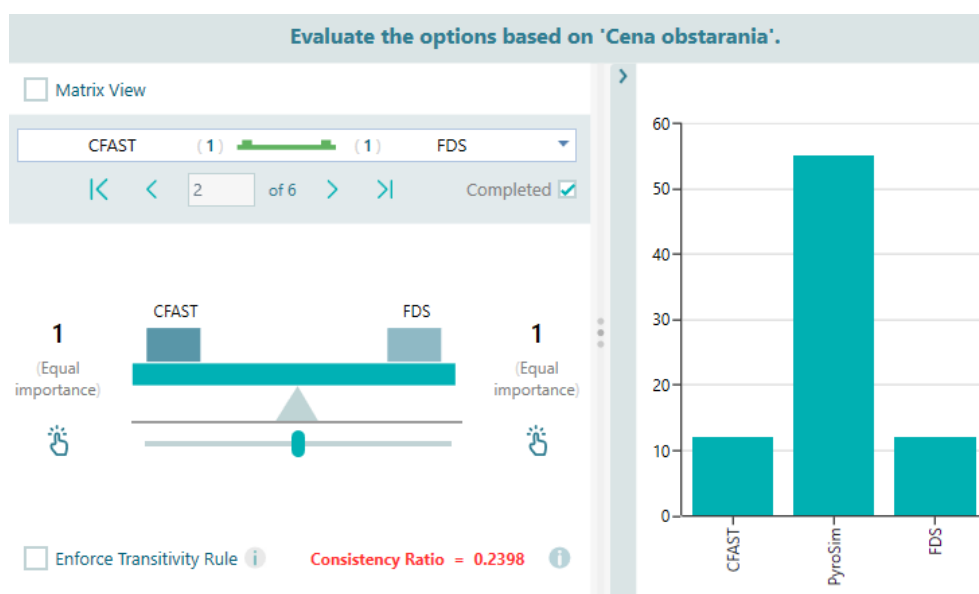 Evaluate the options based on 'Cena obstarania'.
Matrix View
CFAST (1) (1) FDS
2 of 6 Completed
CFAST FDS
1 1
(Equal importance) (Equal importance)
Enforce Transitivity Rule i Consistency Ratio = 0.2398 i
60
50
40
30
20
10
0
CFAST PyroSim FDS